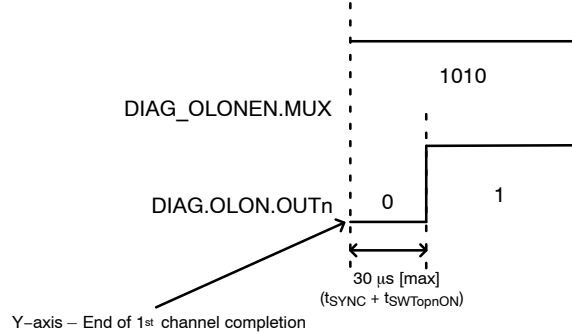 1010
DIAG_OLONEN.MUX
DIAG.OLON.OUTn
0
1
30 μs [max]
(tSYNC + tSWTopnON)
Y−axis − End of 1st channel completion